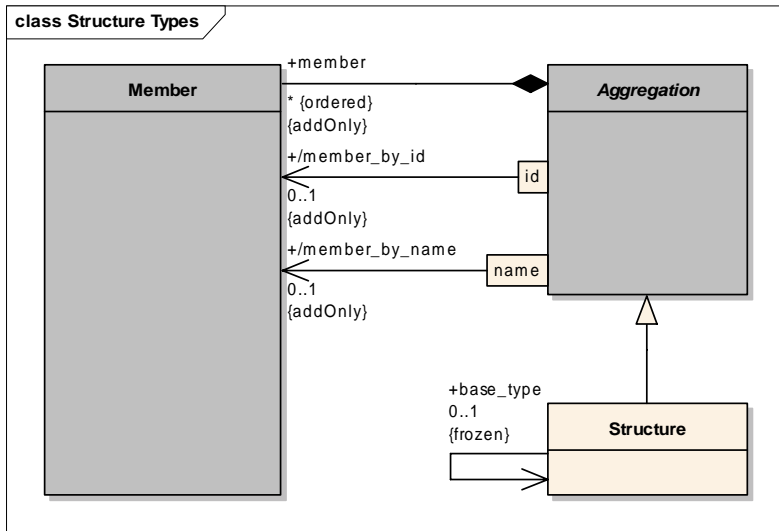 class Structure Types
+member
Member
Aggregation
* {ordered}
{addOnly}
+/member_by_id
id
0..1
{addOnly}
+/member_by_name
name
0..1
{addOnly}
+base_type
0..1
{frozen}
Structure